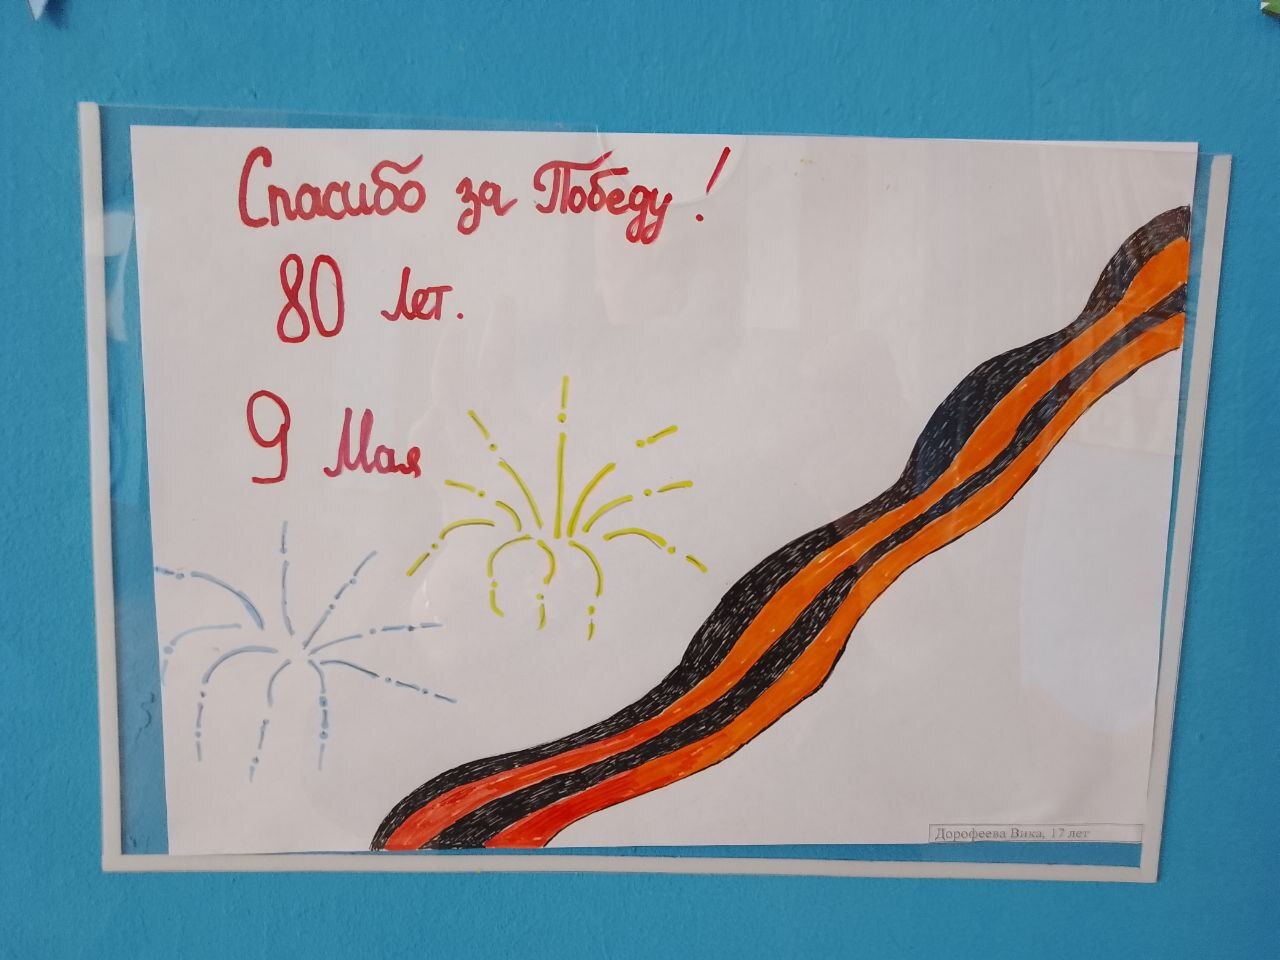 Спасибо за Победу!
80 лет.
9 Мая
Дорофеева Вика, 17 лет